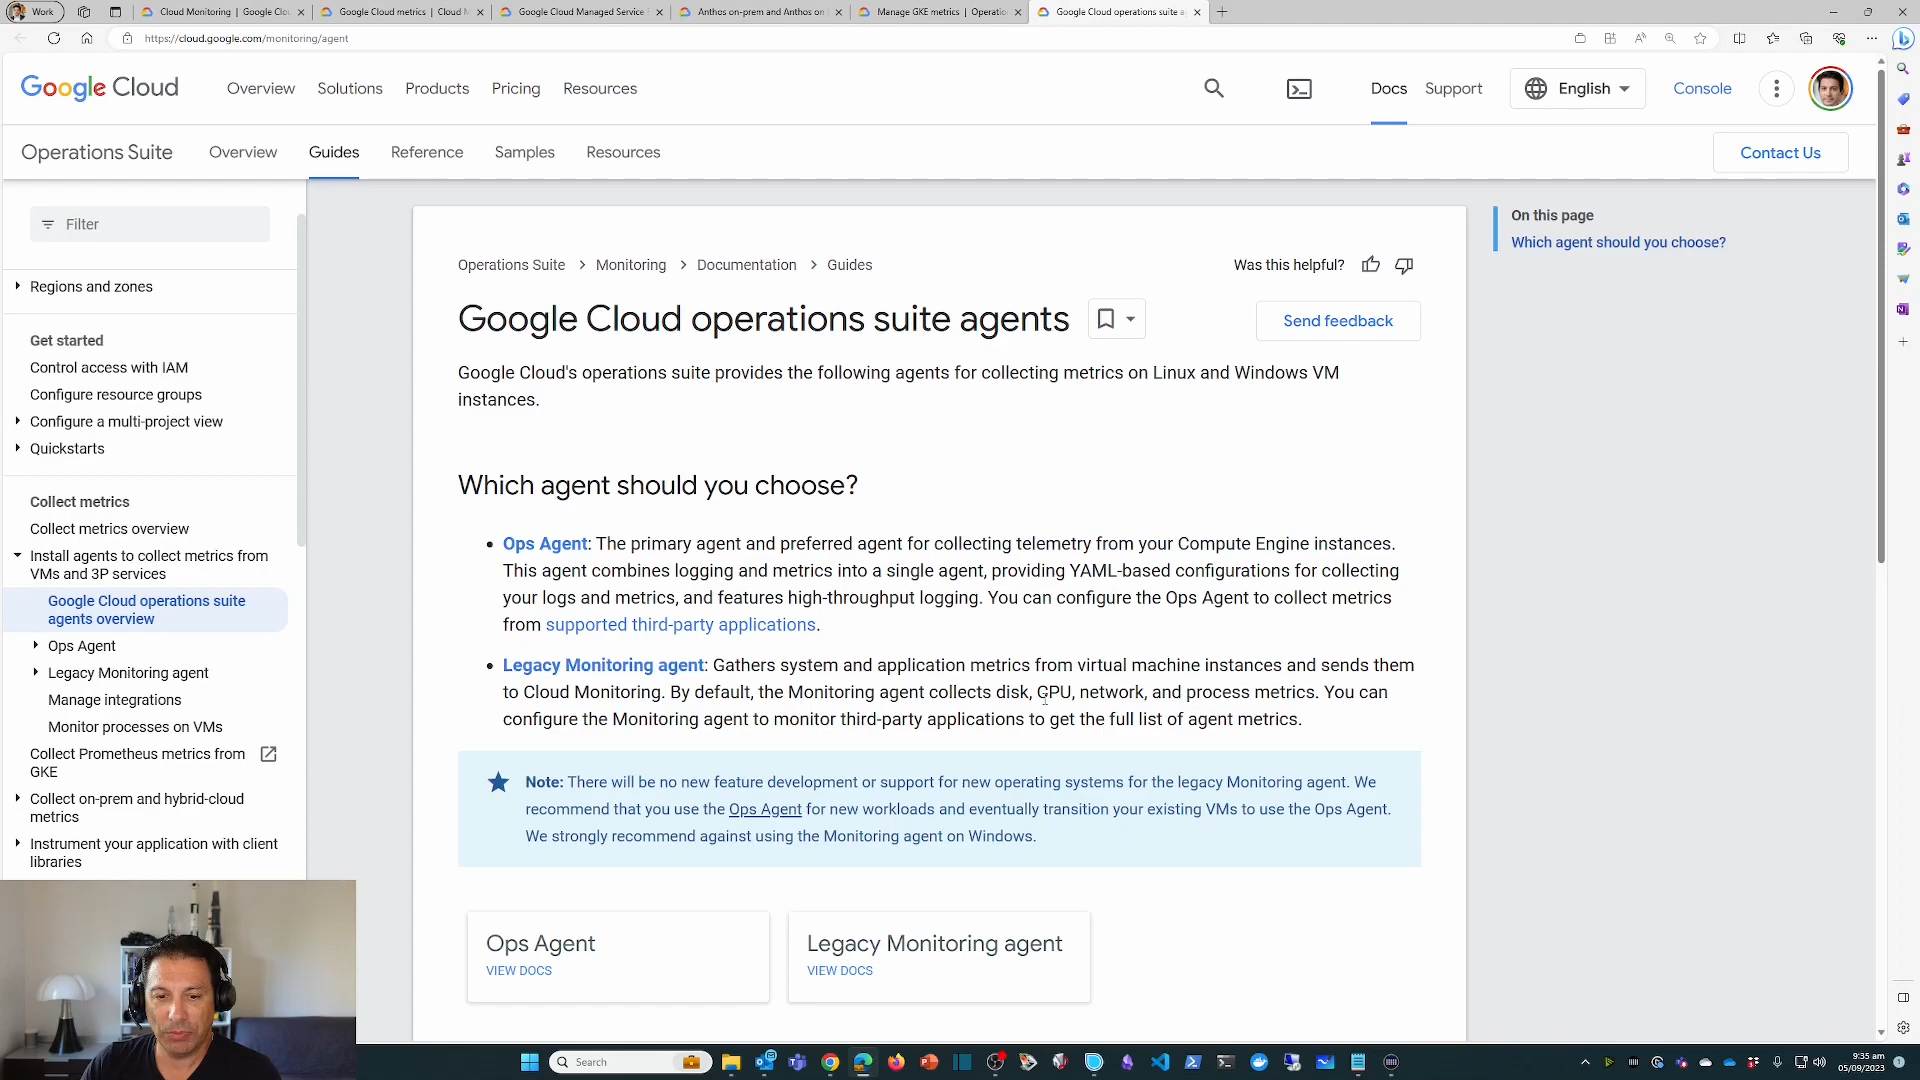 Work
Cloud Monitoring | Google Clou
Google Cloud metrics | Cloud M
Google Cloud Managed Service F
Anthos on-prem and Anthos on
Manage GKE metrics | Operatio
Google Cloud operations suite a
https://cloud.google.com/monitoring/agent
Google Cloud
Overview
Solutions
Products
Pricing
Resources
Docs
Support
English
Console
Operations Suite
Overview
Guides
Reference
Samples
Resources
Contact Us
Filter
Regions and zones
Get started
Control access with IAM
Configure resource groups
Configure a multi-project view
Quickstarts
Collect metrics
Collect metrics overview
Install agents to collect metrics from
VMs and 3P services
Google Cloud operations suite
agents overview
Ops Agent
Legacy Monitoring agent
Manage integrations
Monitor processes on VMs
Collect Prometheus metrics from
GKE
Collect on-prem and hybrid-cloud
metrics
Instrument your application with client
libraries
Operations Suite > Monitoring > Documentation > Guides
Was this helpful?
Google Cloud operations suite agents
Send feedback
Google Cloud's operations suite provides the following agents for collecting metrics on Linux and Windows VM
instances.
Which agent should you choose?
• Ops Agent: The primary agent and preferred agent for collecting telemetry from your Compute Engine instances.
This agent combines logging and metrics into a single agent, providing YAML-based configurations for collecting
your logs and metrics, and features high-throughput logging. You can configure the Ops Agent to collect metrics
from supported third-party applications.
• Legacy Monitoring agent: Gathers system and application metrics from virtual machine instances and sends them
to Cloud Monitoring. By default, the Monitoring agent collects disk, CPU, network, and process metrics. You can
configure the Monitoring agent to monitor third-party applications to get the full list of agent metrics.
Note: There will be no new feature development or support for new operating systems for the legacy Monitoring agent. We
recommend that you use the Ops Agent for new workloads and eventually transition your existing VMs to use the Ops Agent.
We strongly recommend against using the Monitoring agent on Windows.
Ops Agent
VIEW DOCS
Legacy Monitoring agent
VIEW DOCS
On this page
Which agent should you choose?
Search
9:35 am
05/09/2023